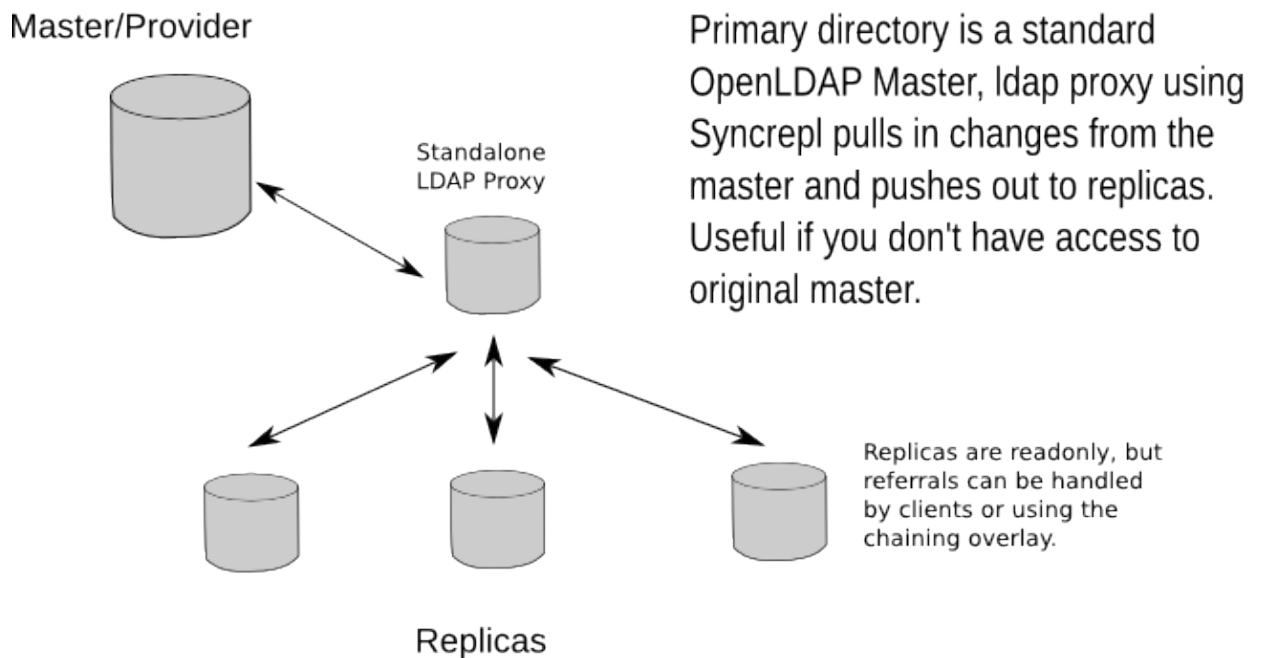 Master/Provider
Primary directory is a standard
OpenLDAP Master, ldap proxy using
Syncrepl pulls in changes from the
master and pushes out to replicas.
Useful if you don't have access to
original master.
Standalone
LDAP Proxy
Replicas are readonly, but
referrals can be handled
by clients or using the
chaining overlay.
Replicas